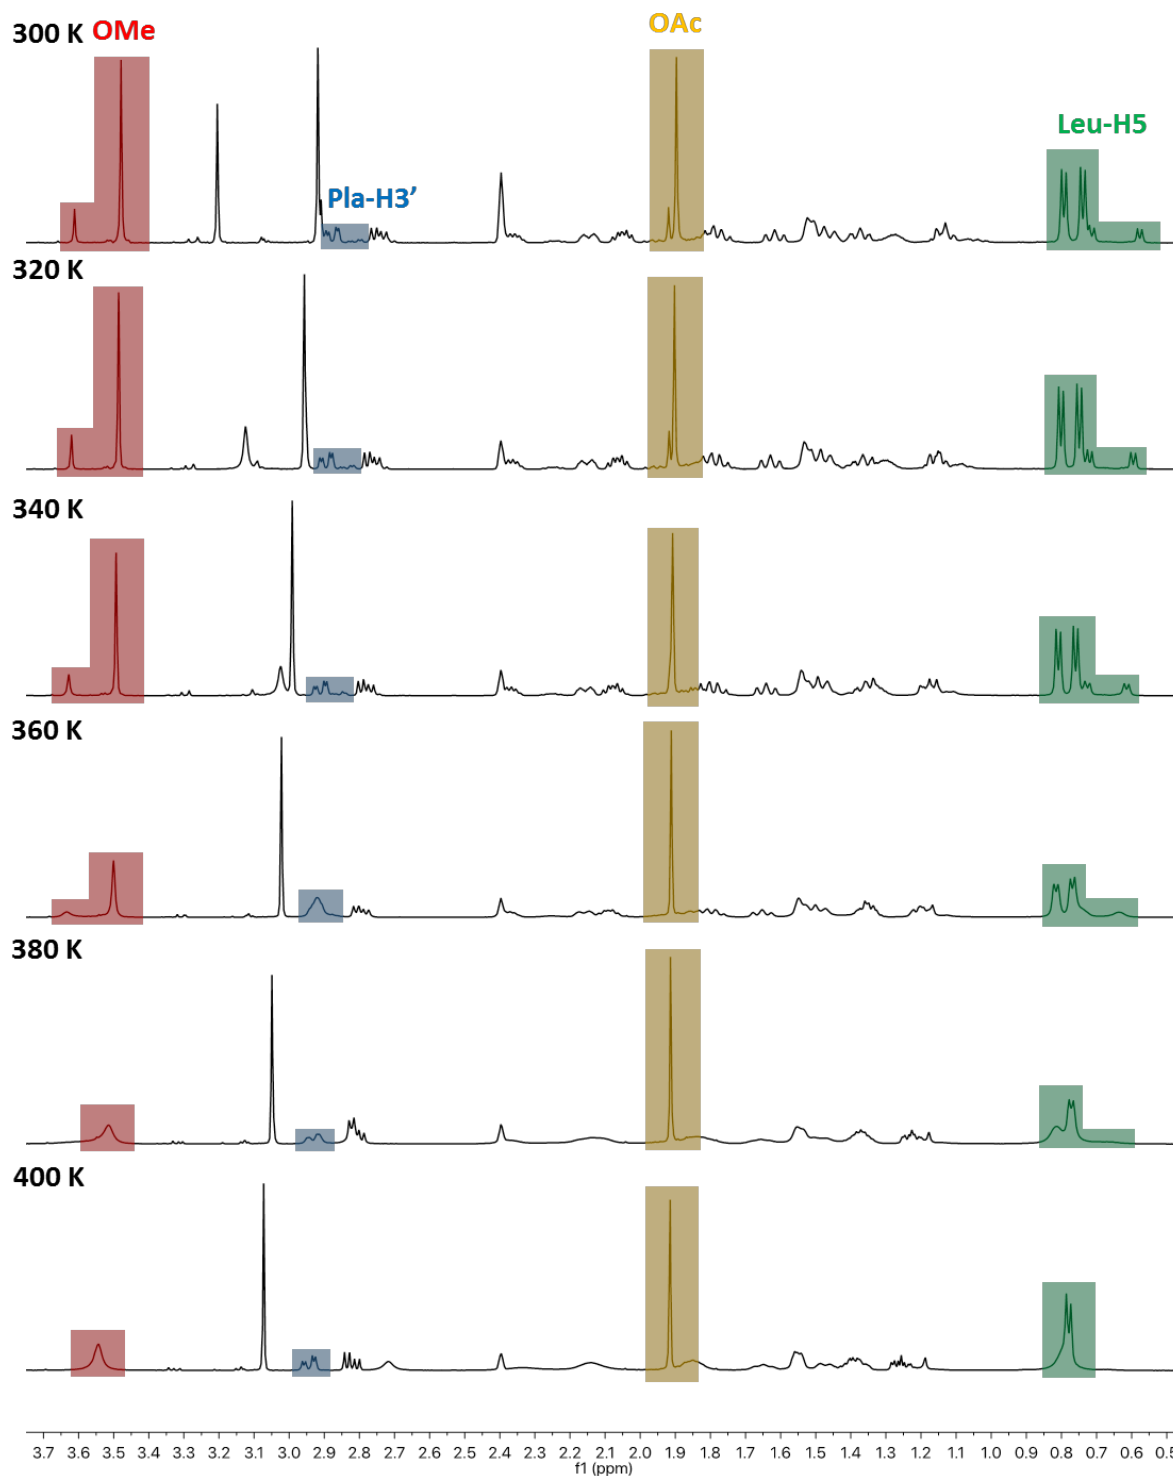 300 K OMe OAc
Leu-H5
Pla-H3’
320 K
340 K
360 K
380 K
400 K
3.7 3.6 3.5 3.4 3.3 3.2 3.1 3.0 2.9 2.8 2.7 2.6 2.5 2.4 2.3 2.2 2.1 2.0 1.9 1.8 1.7 1.6 1.5 1.4 1.3 1.2 1.1 1.0 0.9 0.8 0.7 0.6 0.5
f1 (ppm)